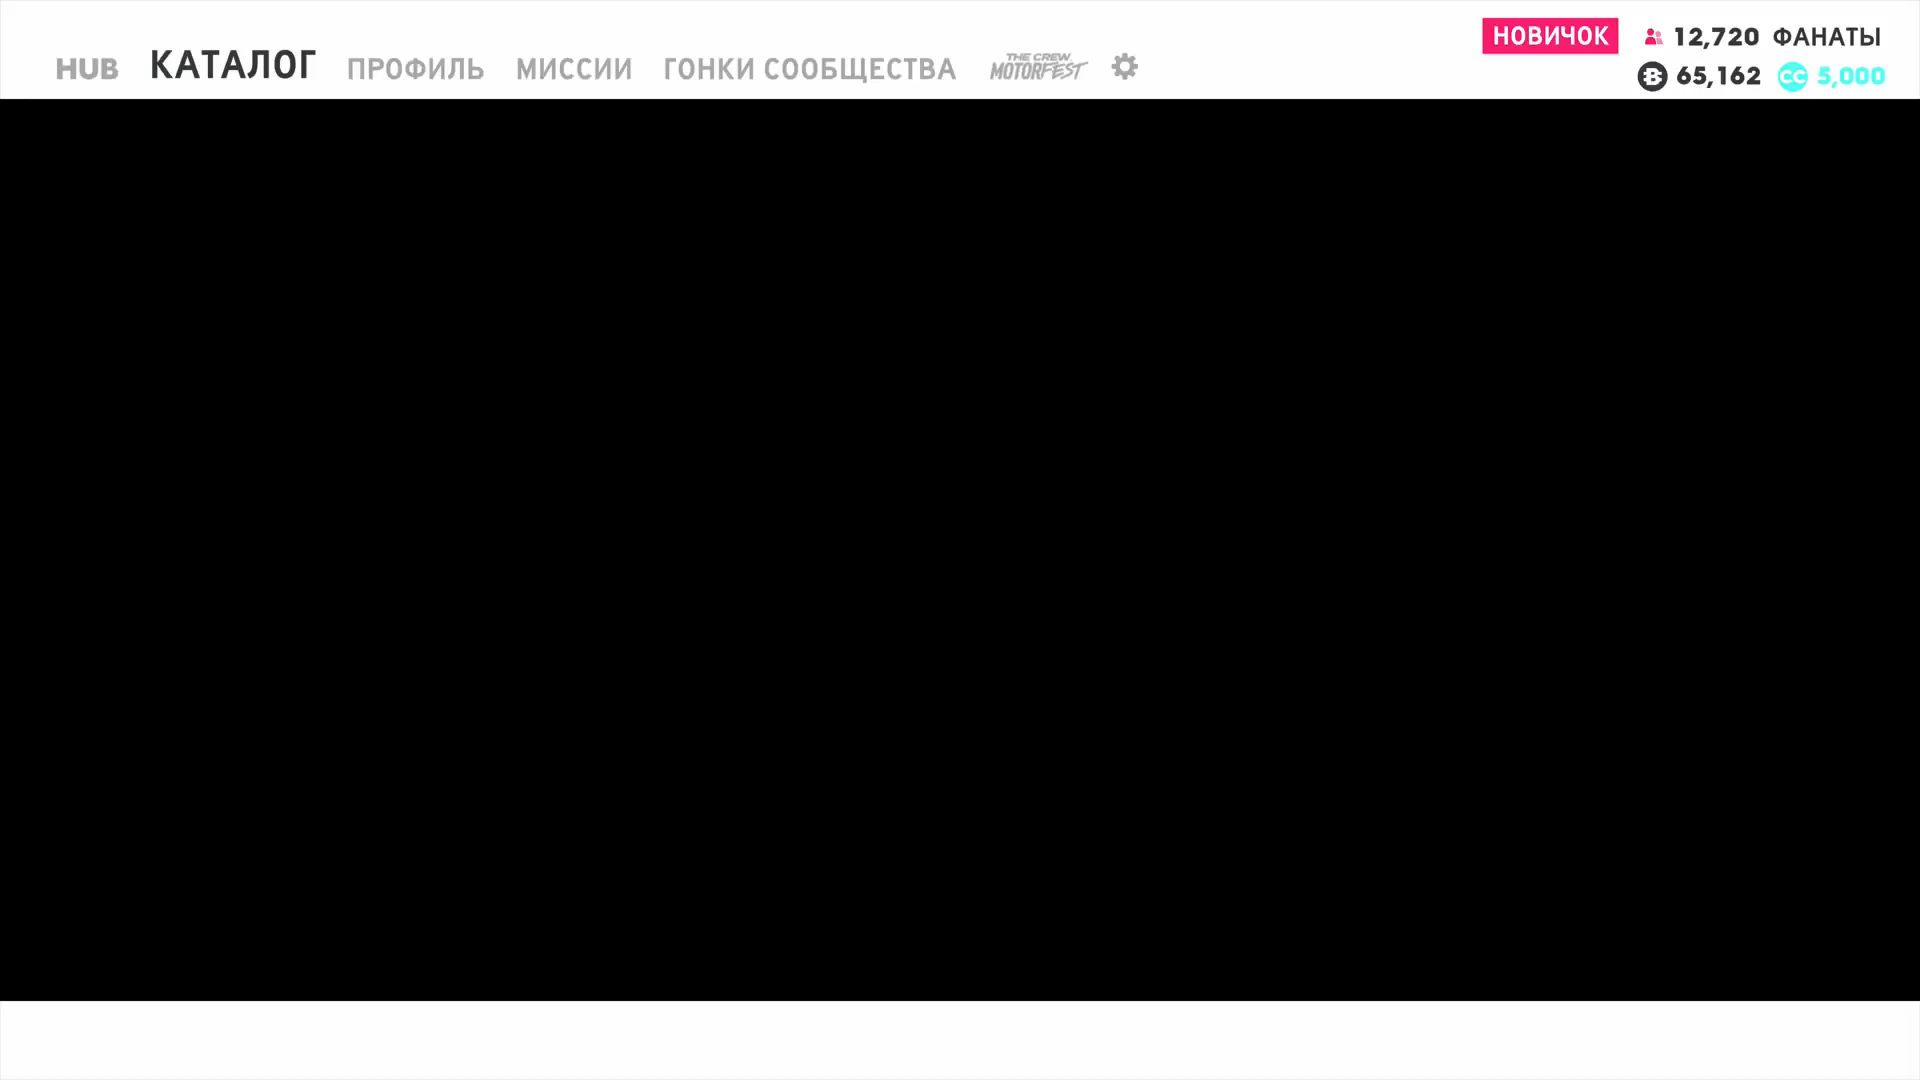 HUB КАТАЛОГ ПРОФИЛЬ МИССИИ ГОНКИ СООБЩЕСТВА THE CREW MOTORFEST
НОВИЧОК 12,720 ФАНАТЫ
65,162 CC 5,000